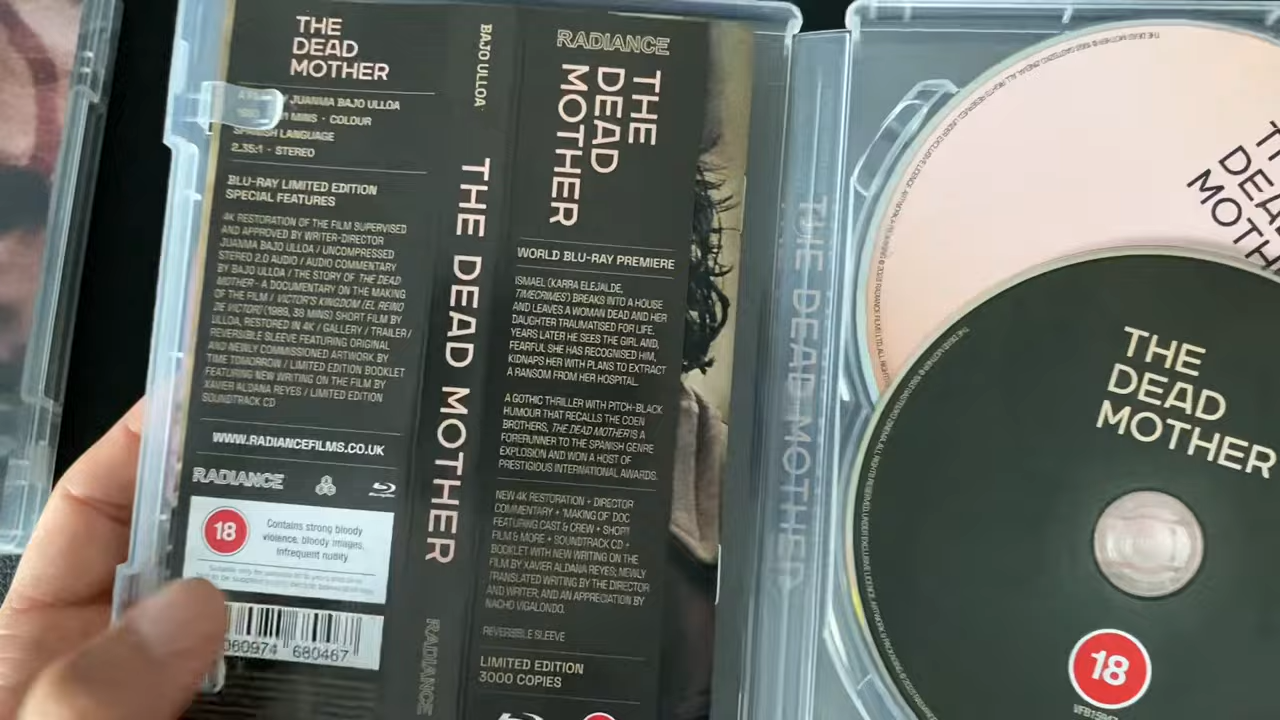 THE
DEAD
MOTHER
JUANMA BAJO ULLOA
MINS · COLOUR
SPANISH LANGUAGE
2.35:1 · STEREO
BLU-RAY LIMITED EDITION
SPECIAL FEATURES
4K RESTORATION OF THE FILM SUPERVISED
AND APPROVED BY WRITER-DIRECTOR
JUANMA BAJO ULLOA / UNCOMPRESSED
STEREO 2.0 AUDIO / AUDIO COMMENTARY
BY BAJO ULLOA / THE STORY OF THE DEAD
MOTHER - A DOCUMENTARY ON THE MAKING
OF THE FILM / VICTOR'S KINGDOM (EL REINO
DE VICTOR) (1989, 38 MINS) SHORT FILM BY
ULLOA, RESTORED IN 4K / GALLERY / TRAILER /
REVERSIBLE SLEEVE FEATURING ORIGINAL
AND NEWLY COMMISSIONED ARTWORK BY
TIME TOMORROW / LIMITED EDITION BOOKLET
FEATURING NEW WRITING ON THE FILM BY
XAVIER ALDANA REYES / LIMITED EDITION
SOUNDTRACK CD
WWW.RADIANCEFILMS.CO.UK
RADIANCE
18
Contains strong bloody
violence, bloody images,
infrequent nudity
060974 680467
BAJO ULLOA
THE DEAD MOTHER
RADIANCE
RADIANCE
THE
DEAD
MOTHER
WORLD BLU-RAY PREMIERE
ISMAEL (KARRA ELEJALDE,
TIMECRIMES) BREAKS INTO A HOUSE
AND LEAVES A WOMAN DEAD AND HER
DAUGHTER TRAUMATISED FOR LIFE.
YEARS LATER HE SEES THE GIRL AND,
FEARFUL SHE HAS RECOGNISED HIM,
KIDNAPS HER WITH PLANS TO EXTRACT
A RANSOM FROM HER HOSPITAL.
A GOTHIC THRILLER WITH PITCH-BLACK
HUMOUR THAT RECALLS THE COEN
BROTHERS, THE DEAD MOTHER IS A
FORERUNNER TO THE SPANISH GENRE
EXPLOSION AND WON A HOST OF
PRESTIGIOUS INTERNATIONAL AWARDS.
NEW 4K RESTORATION + DIRECTOR
COMMENTARY + 'MAKING OF' DOC
FEATURING CAST & CREW + SHORT
FILM & MORE + SOUNDTRACK CD +
BOOKLET WITH NEW WRITING ON THE
FILM BY XAVIER ALDANA REYES; NEWLY
TRANSLATED WRITING BY THE DIRECTOR
AND WRITER; AND AN APPRECIATION BY
NACHO VIGALONDO.
REVERSIBLE SLEEVE
LIMITED EDITION
3000 COPIES
THE DEAD MOTHER
THE
DEAD
MOTHER
18